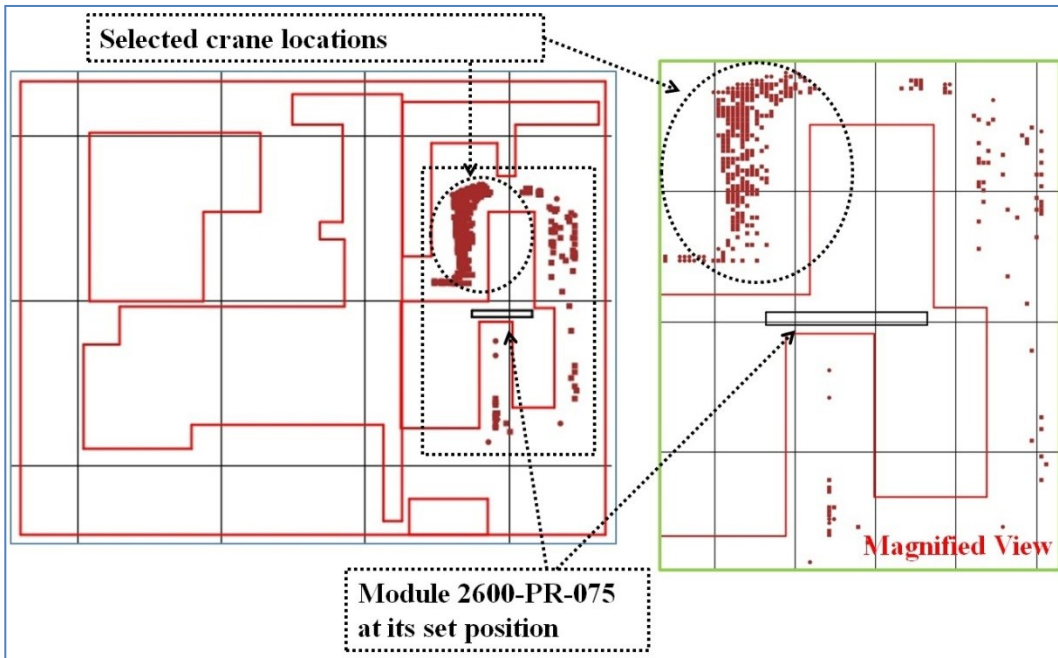 Selected crane locations
Magnified View
Module 2600-PR-075
at its set position